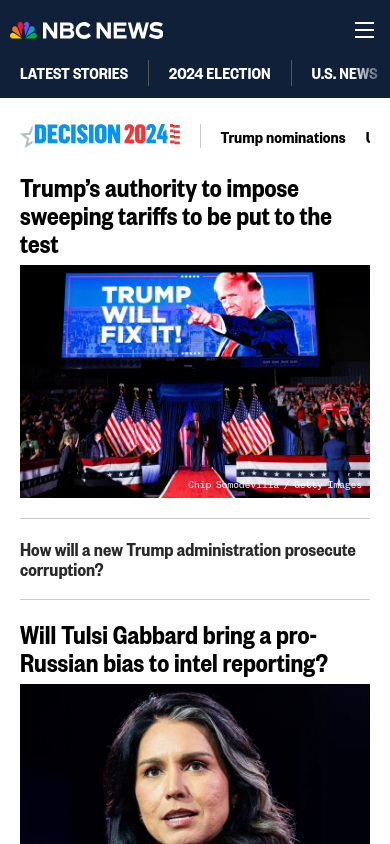 NBC NEWS
LATEST STORIES
2024 ELECTION
U.S. NEWS
DECISION 2024
Trump nominations
Trump’s authority to impose
sweeping tariffs to be put to the
test
TRUMP
WILL
FIX IT!
Chip Somodevilla / Getty Images
How will a new Trump administration prosecute
corruption?
Will Tulsi Gabbard bring a pro-
Russian bias to intel reporting?